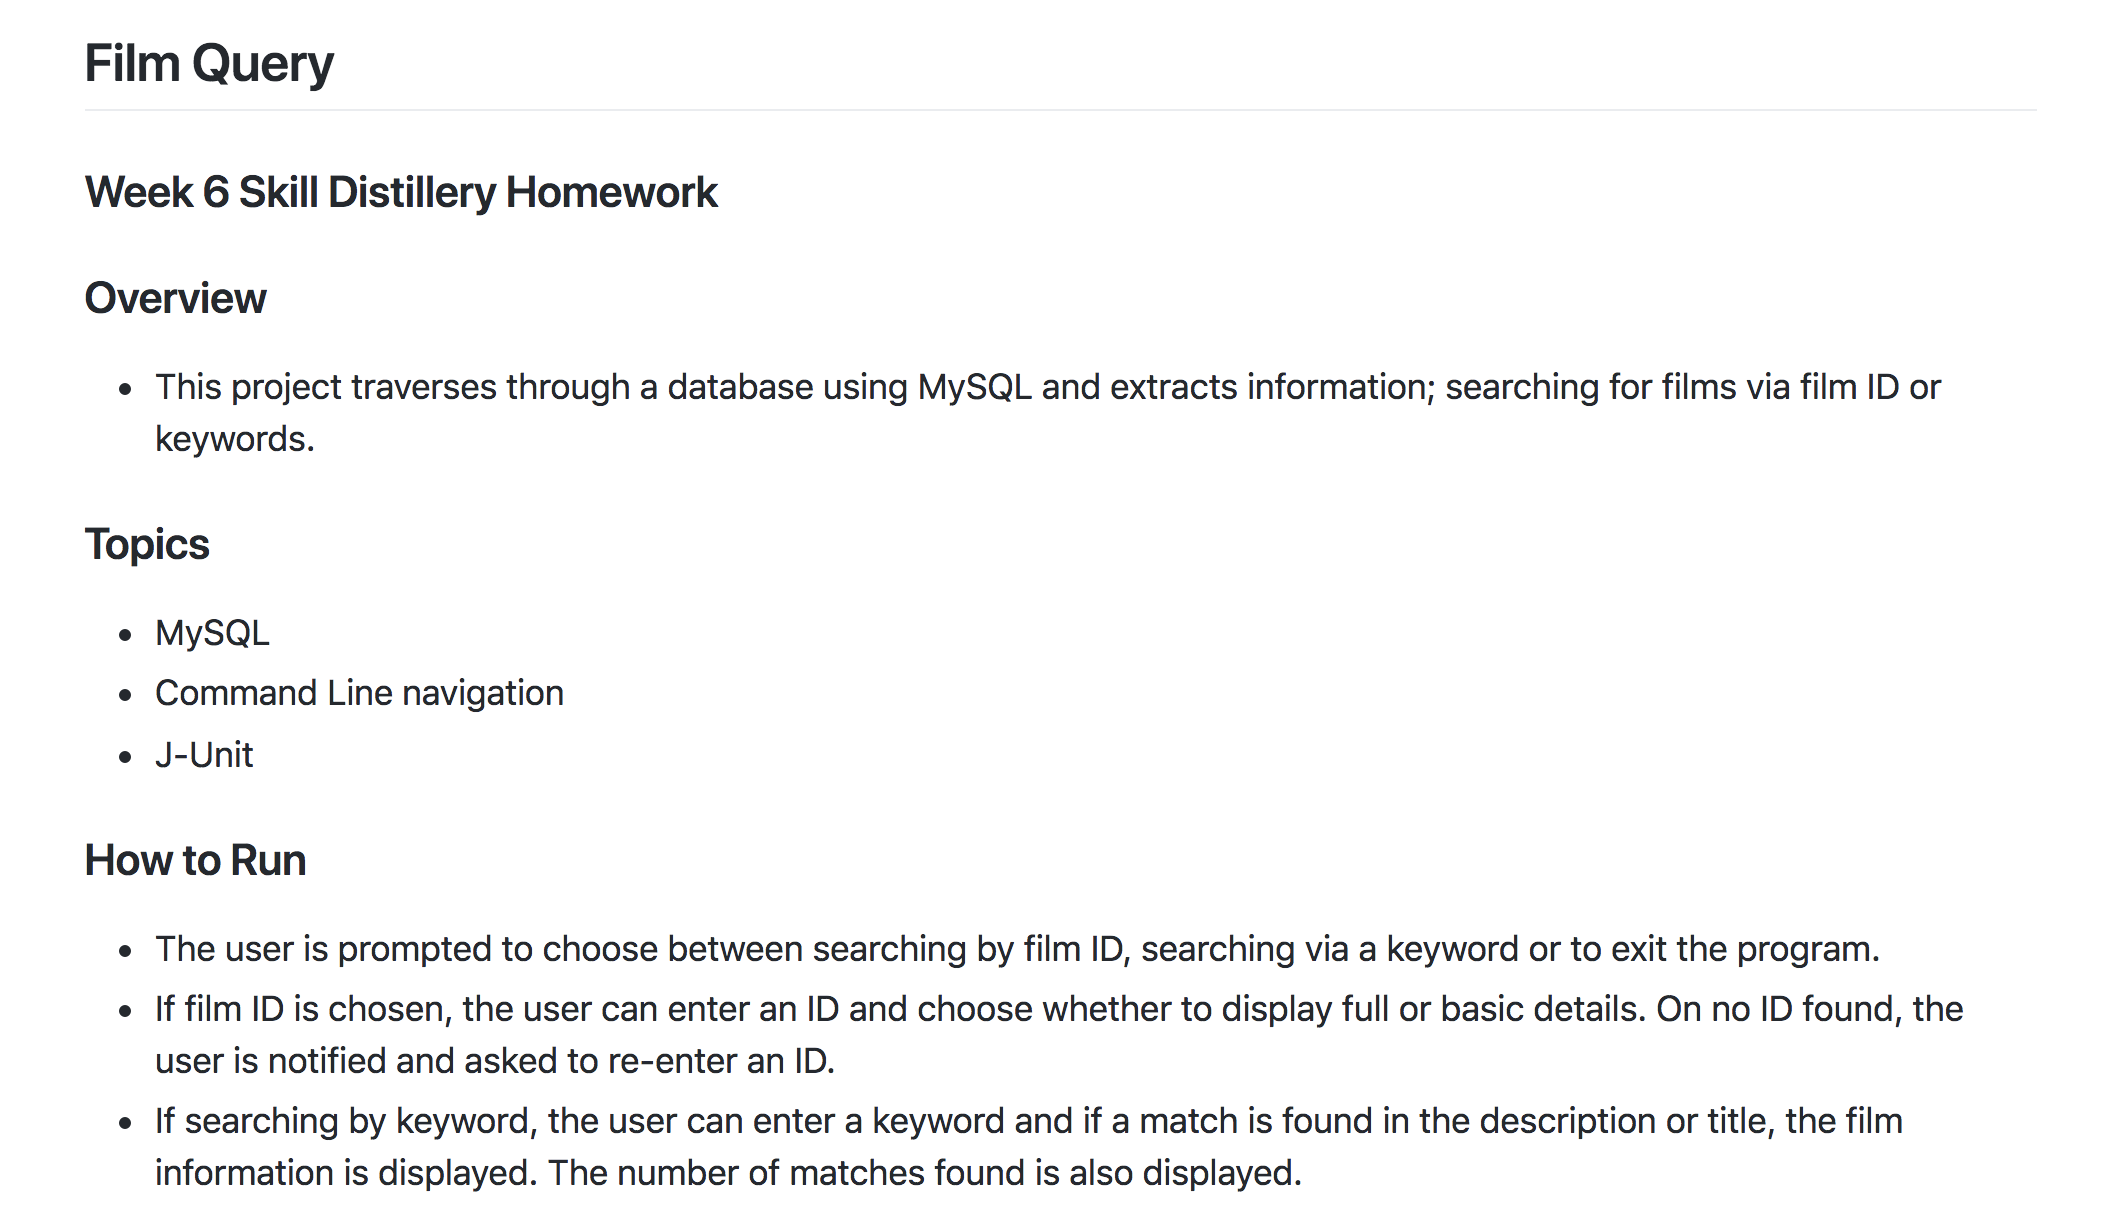 Film Query
Week 6 Skill Distillery Homework
Overview
• This project traverses through a database using MySQL and extracts information; searching for films via film ID or
keywords.
Topics
• MySQL
• Command Line navigation
• J-Unit
How to Run
• The user is prompted to choose between searching by film ID, searching via a keyword or to exit the program.
• If film ID is chosen, the user can enter an ID and choose whether to display full or basic details. On no ID found, the
user is notified and asked to re-enter an ID.
• If searching by keyword, the user can enter a keyword and if a match is found in the description or title, the film
information is displayed. The number of matches found is also displayed.